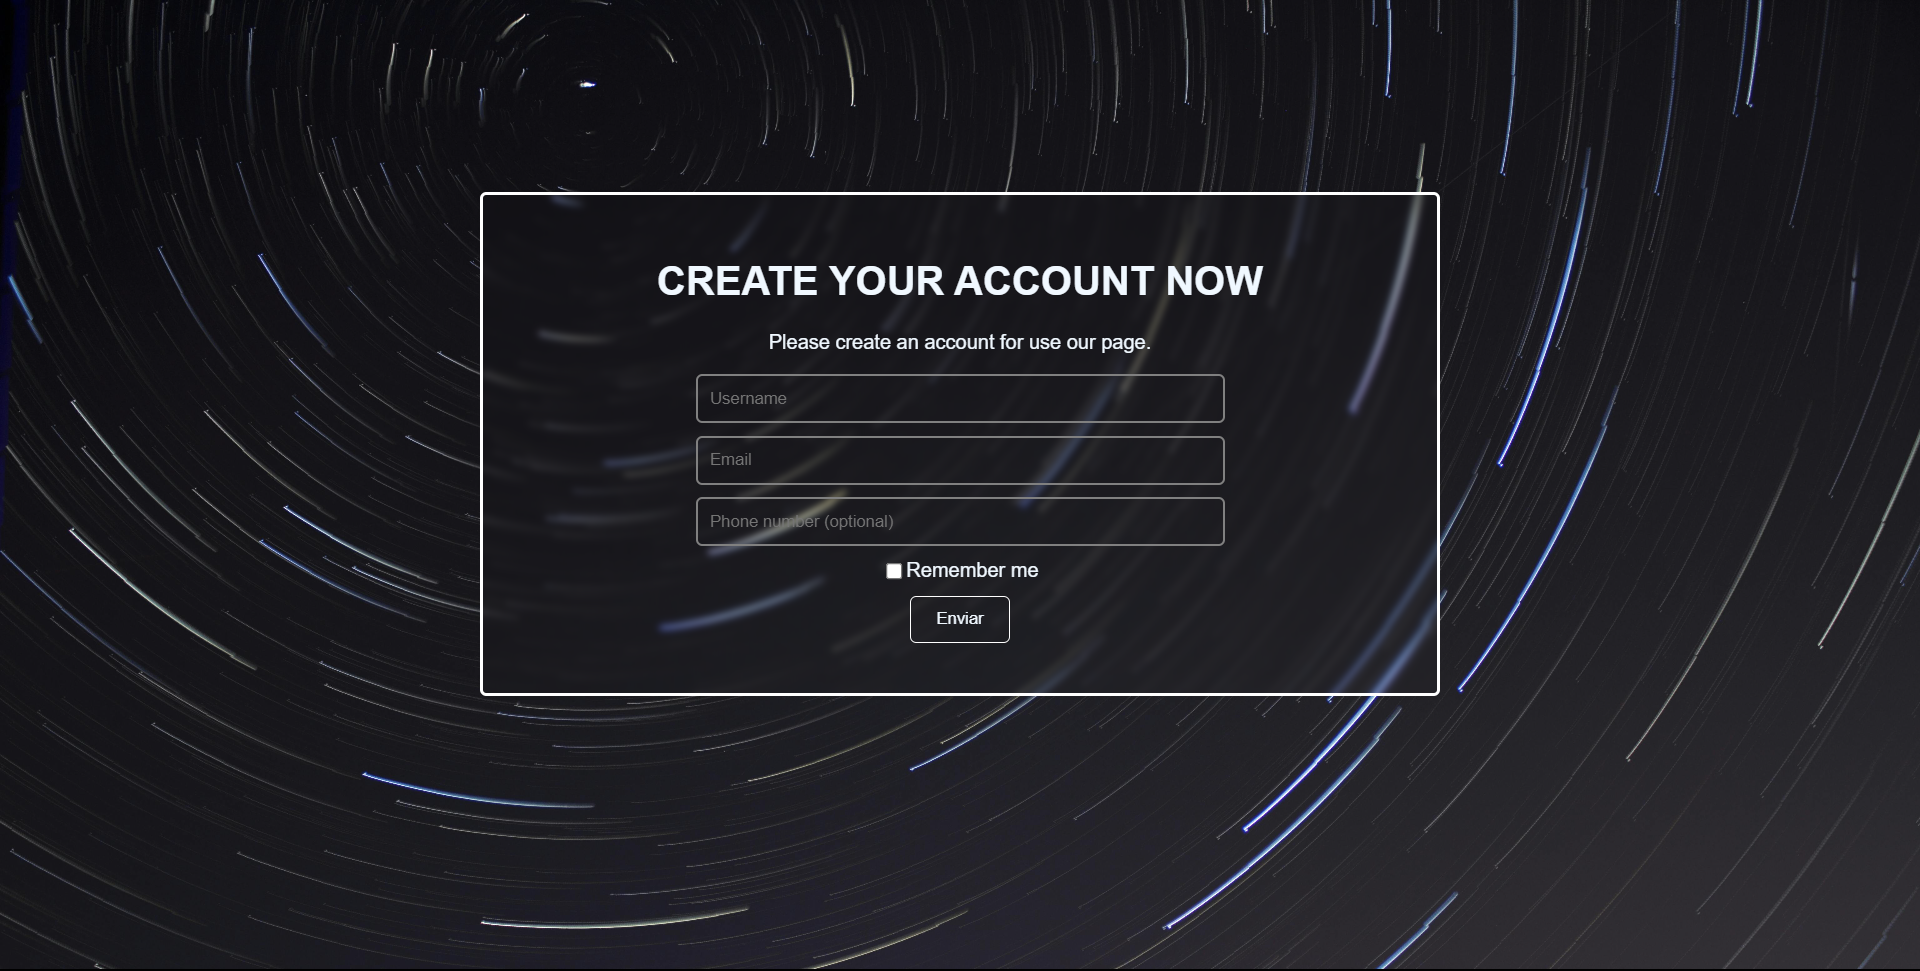 CREATE YOUR ACCOUNT NOW
Please create an account for use our page.
Username
Email
Phone number (optional)
Remember me
Enviar